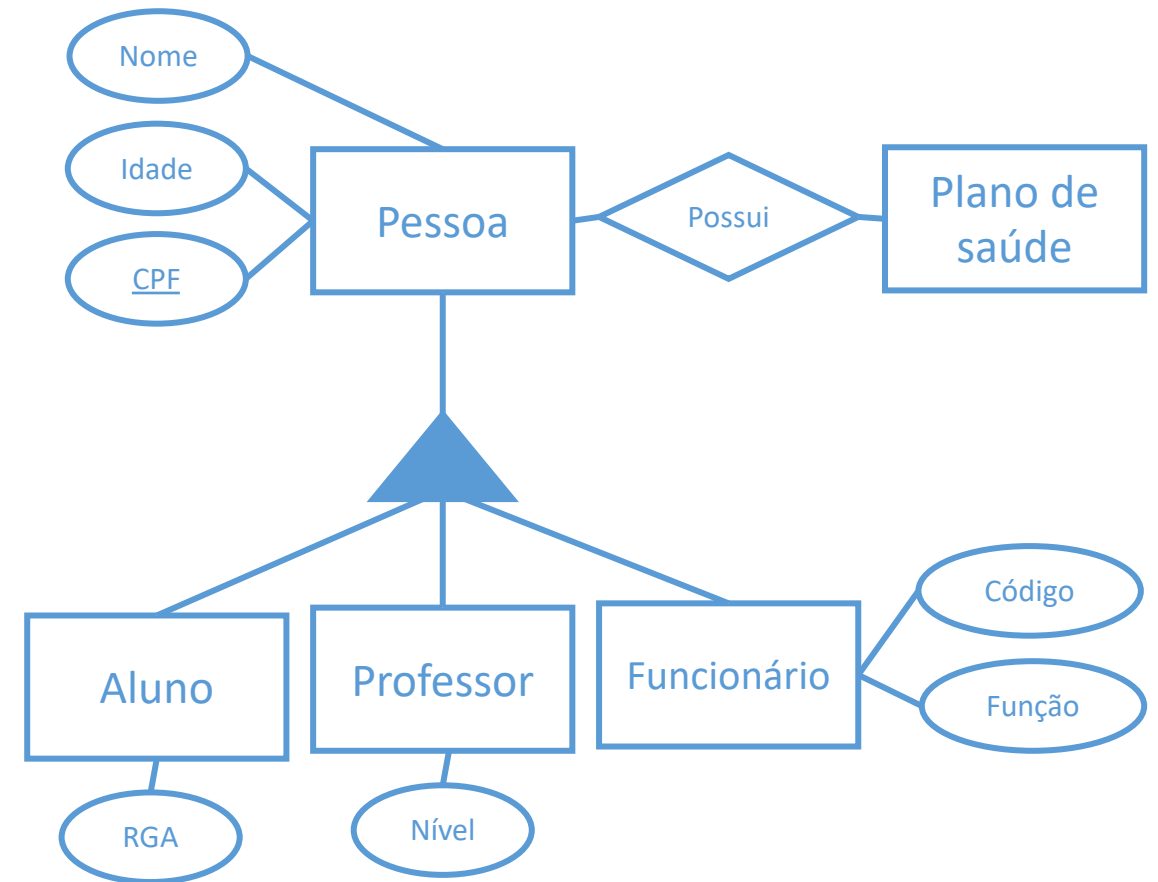 Nome
Idade
CPF
Pessoa
Possui
Plano de
saúde
Aluno
Professor
Funcionário
Código
Função
RGA
Nível